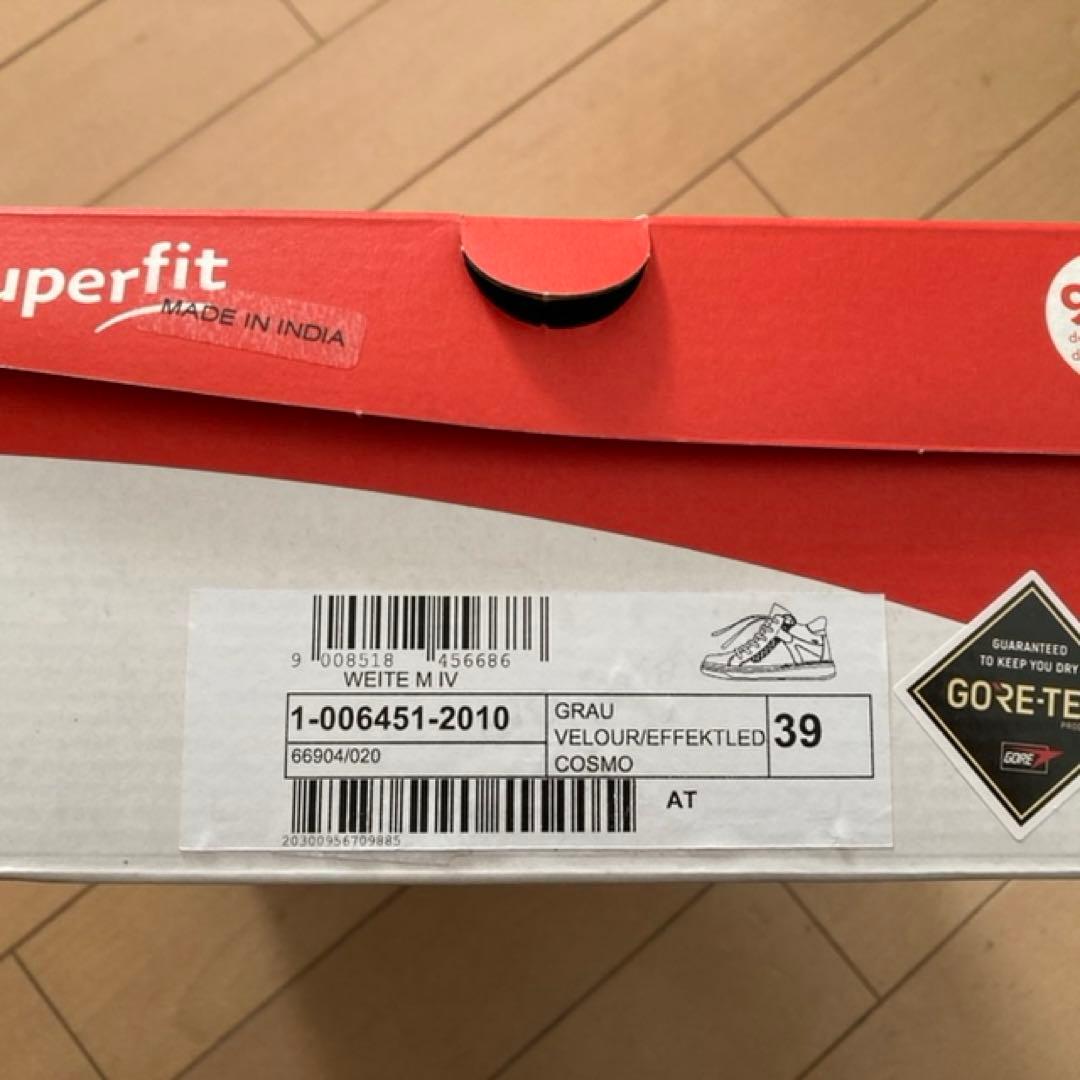 uperfit
MADE IN INDIA
9 008518 456686
WEITE M IV
1-006451-2010
66904/020
GRAU
VELOUR/EFFEKTLED
COSMO
39
20300956709885
AT
GUARANTEED
TO KEEP YOU DRY
GORE-TE
GORE